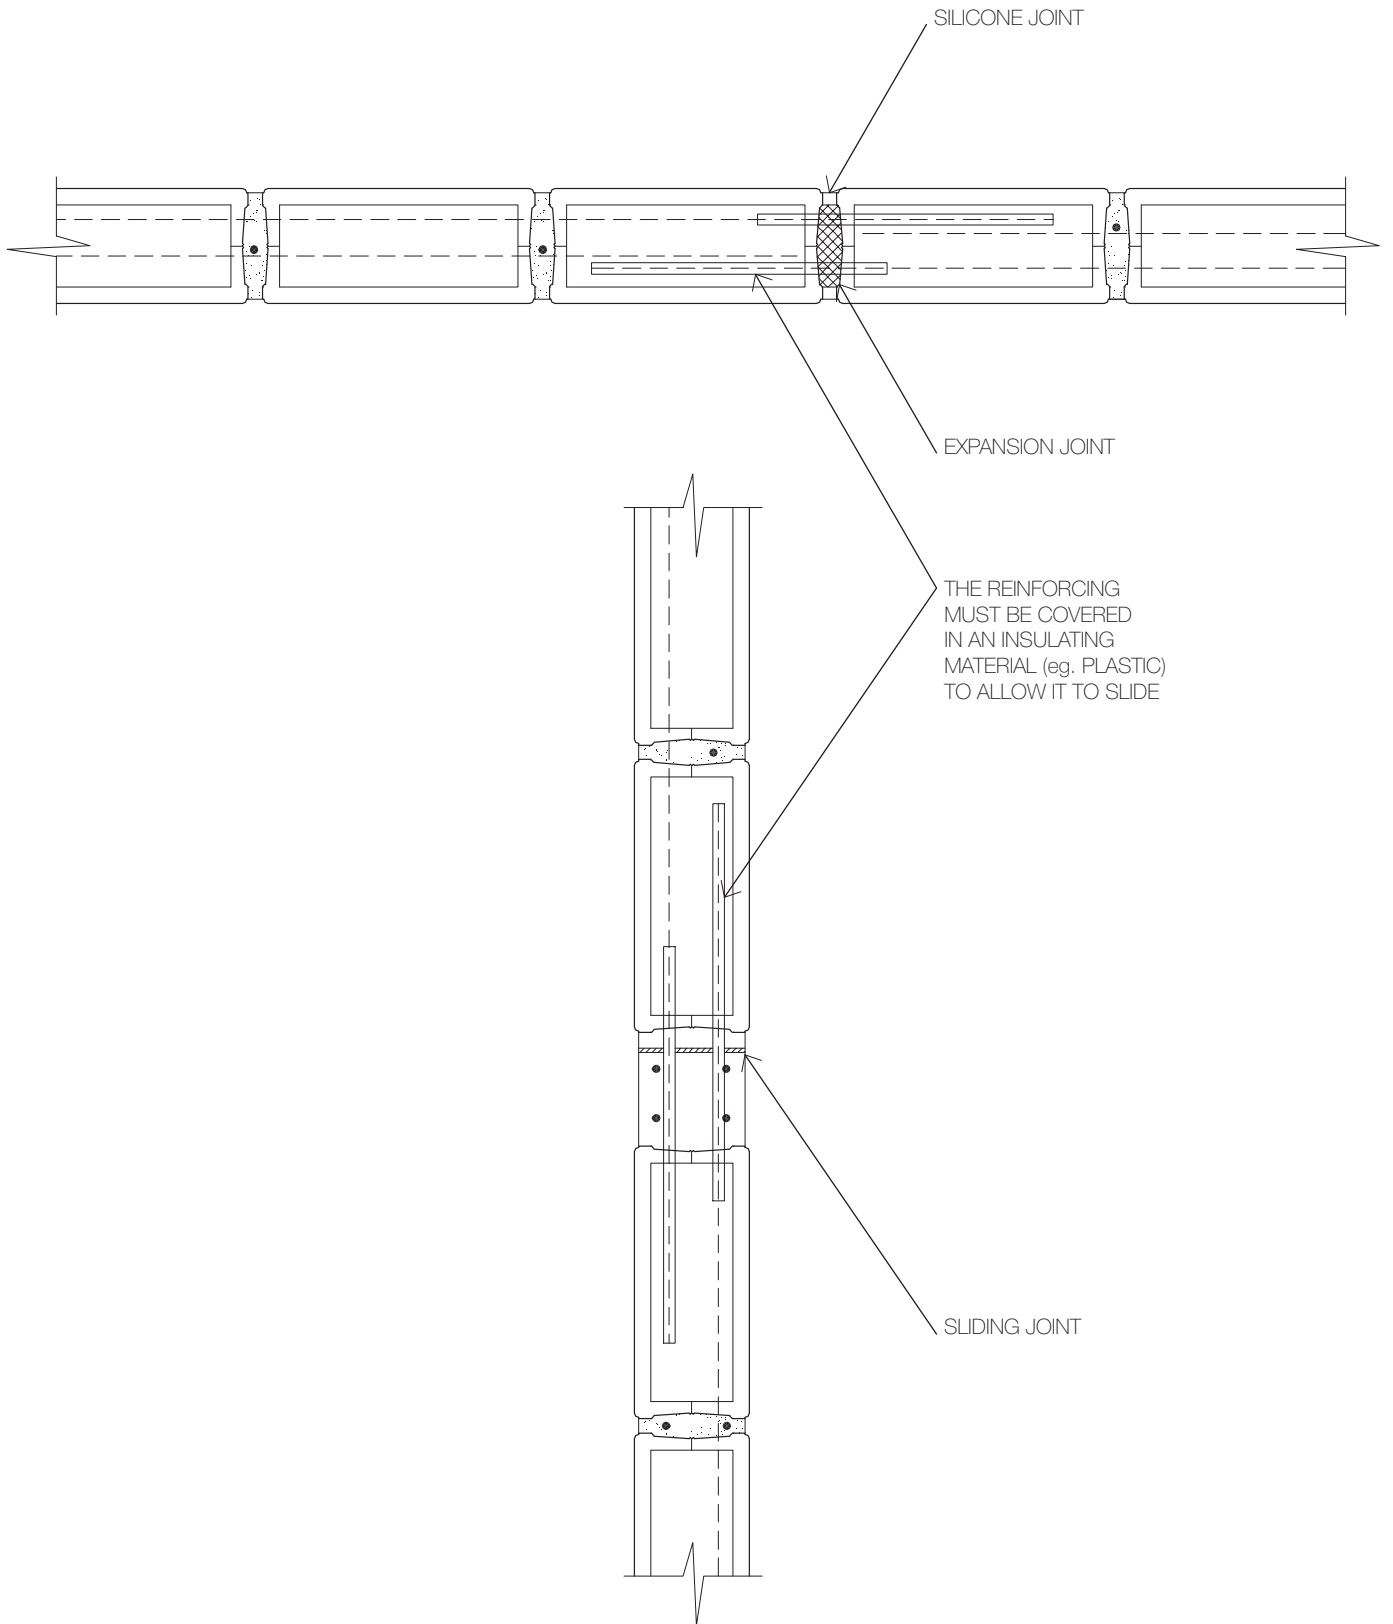 SILICONE JOINT
EXPANSION JOINT
THE REINFORCING
MUST BE COVERED
IN AN INSULATING
MATERIAL (eg. PLASTIC)
TO ALLOW IT TO SLIDE
SLIDING JOINT